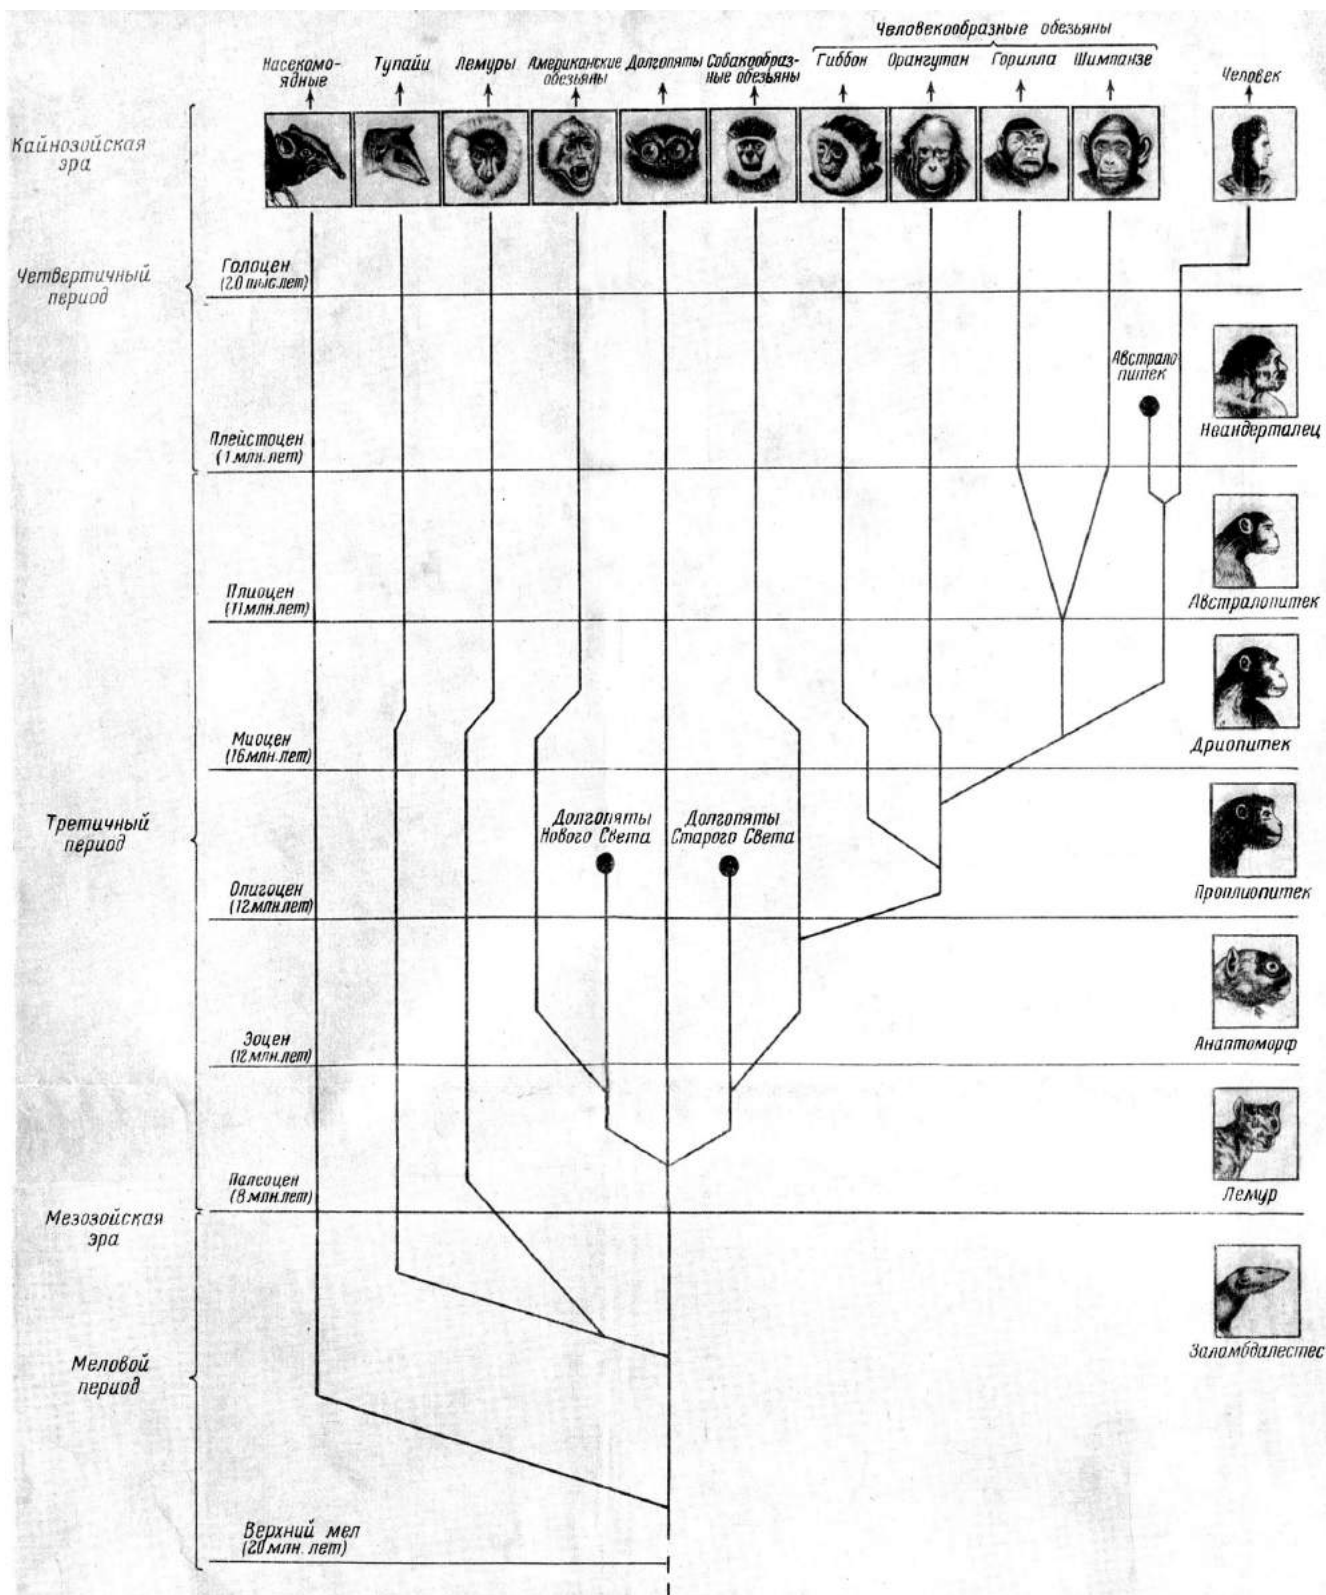 Человекообразные обезьяны
Насекомо-
ядные
Тупайи
Лемуры
Американские
обезьяны
Долгопяты
Собакообраз-
ные обезьяны
Гиббон
Орангутан
Горилла
Шимпанзе
Человек
Кайнозойская
эра
Четвертичный
период
Голоцен
(20 тыс. лет)
Австрало
питек
Неандерталец
Плейстоцен
(1 млн. лет)
Плиоцен
(11 млн. лет)
Австралопитек
Миоцен
(16 млн. лет)
Дриопитек
Третичный
период
Долгопяты
Нового Света
Долгопяты
Старого Света
Олигоцен
(12 млн. лет)
Проплиопитек
Эоцен
(12 млн. лет)
Анаптоморф
Палеоцен
(8 млн. лет)
Лемур
Мезозойская
эра
Меловой
период
Заламбдалестес
Верхний мел
(20 млн. лет)